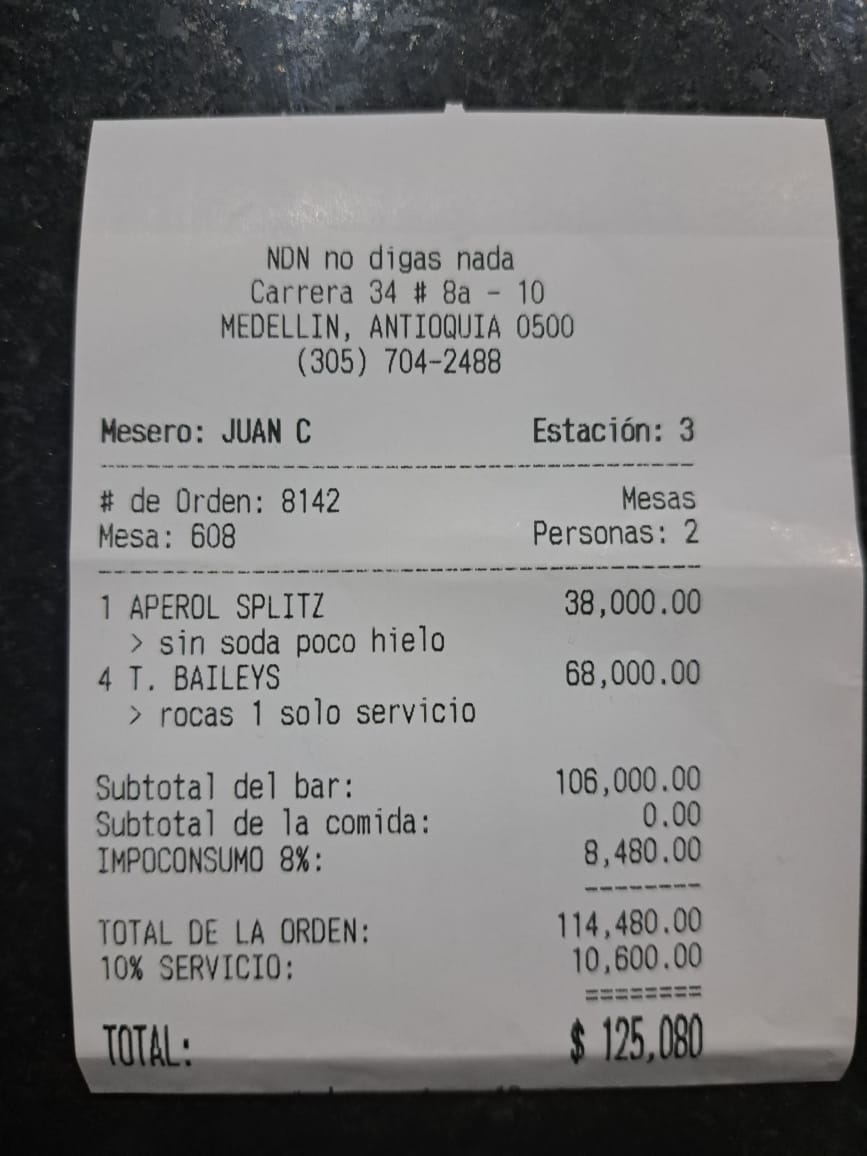 NDN no digas nada
Carrera 34 # 8a - 10
MEDELLIN, ANTIOQUIA 0500
(305) 704-2488
Mesero: JUAN C Estación: 3
# de Orden: 8142 Mesas
Mesa: 608 Personas: 2
1 APEROL SPLITZ 38,000.00
> sin soda poco hielo
4 T. BAILEYS 68,000.00
> rocas 1 solo servicio
Subtotal del bar: 106,000.00
Subtotal de la comida: 0.00
IMPOCONSUMO 8%: 8,480.00
TOTAL DE LA ORDEN: 114,480.00
10% SERVICIO: 10,600.00
TOTAL: $ 125,080